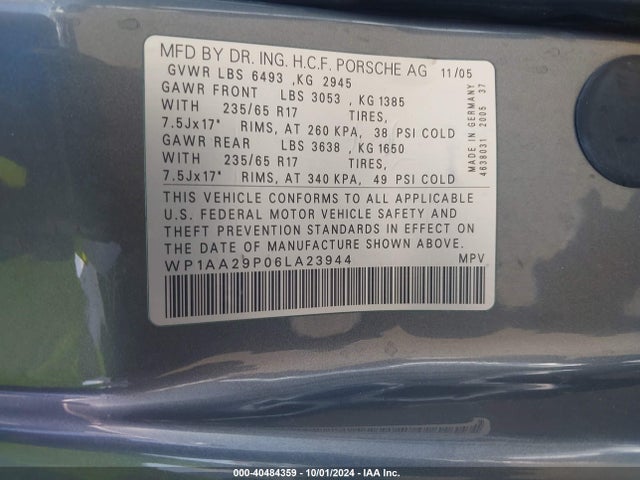 MFD BY DR. ING. H.C.F. PORSCHE AG 11/05
GVWR LBS 6493 ,KG 2945
GAWR FRONT LBS 3053 , KG 1385
WITH 235/65 R17 TIRES,
7.5Jx17" RIMS, AT 260 KPA, 38 PSI COLD
GAWR REAR LBS 3638 , KG 1650
WITH 235/65 R17 TIRES,
7.5Jx17" RIMS, AT 340 KPA, 49 PSI COLD
THIS VEHICLE CONFORMS TO ALL APPLICABLE
U.S. FEDERAL MOTOR VEHICLE SAFETY AND
THEFT PREVENTION STANDARDS IN EFFECT
ON THE DATE OF MANUFACTURE SHOWN ABOVE.
WP1AA29P06LA23944 MPV
MADE IN GERMANY
4638031 2005 37
000-40484359 - 10/01/2024 - IAA Inc.